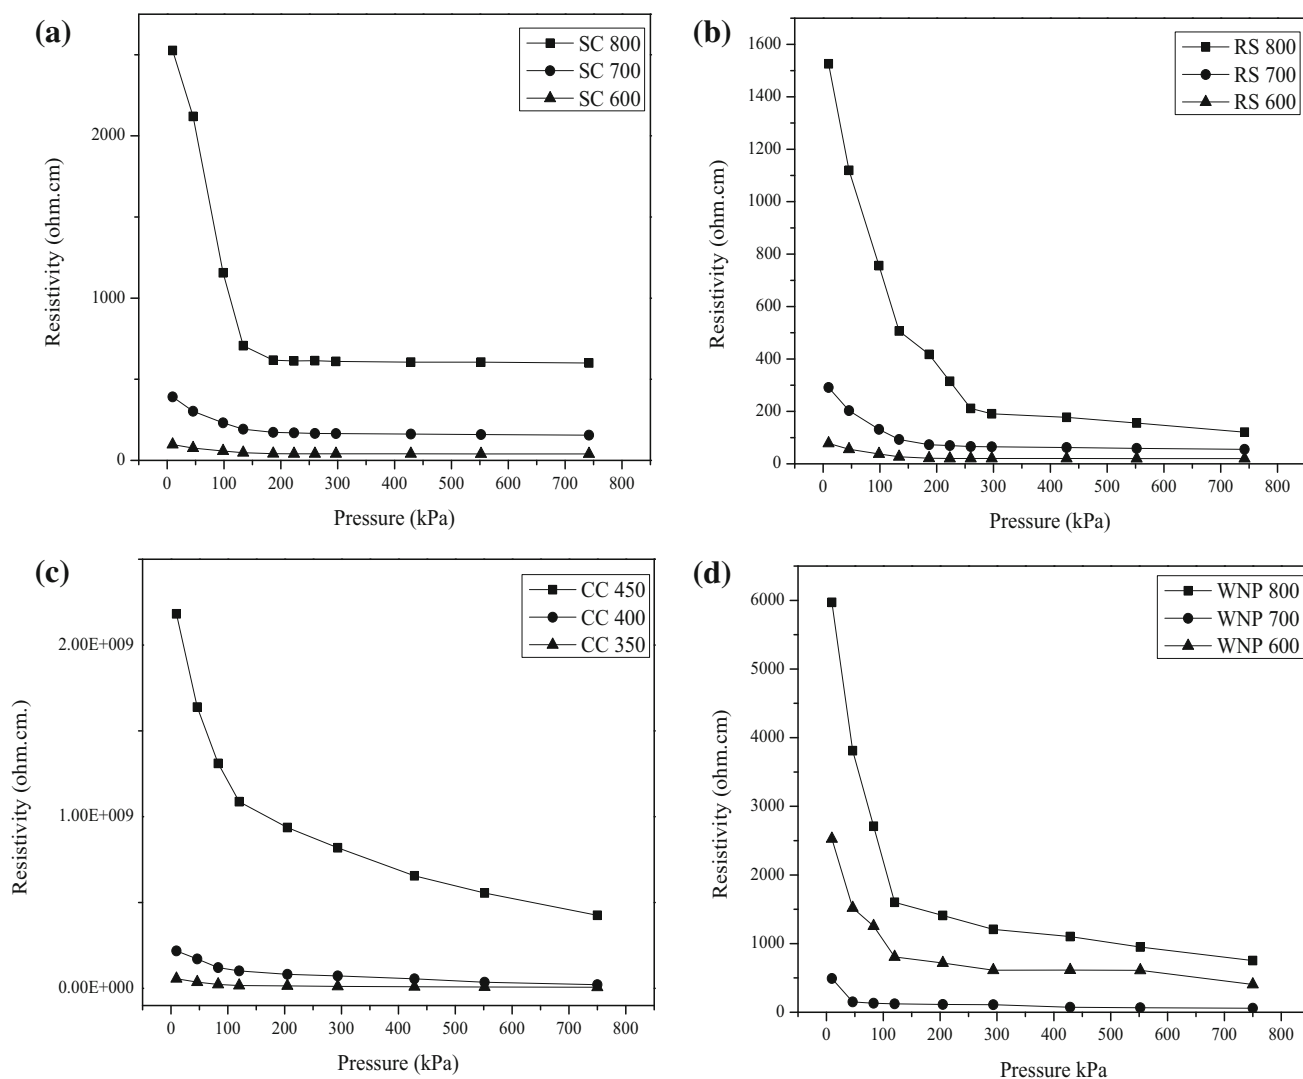 (a)
SC 800
SC 700
SC 600
2000
1000
0
Resistivity (ohm.cm)
0 100 200 300 400 500 600 700 800
Pressure (kPa)
(b)
RS 800
RS 700
RS 600
1600
1400
1200
1000
800
600
400
200
0
Resistivity (ohm.cm)
0 100 200 300 400 500 600 700 800
Pressure (kPa)
(c)
CC 450
CC 400
CC 350
2.00E+009
1.00E+009
0.00E+000
Resistivity (ohm.cm.)
0 100 200 300 400 500 600 700 800
Pressure (kPa)
(d)
WNP 800
WNP 700
WNP 600
6000
5000
4000
3000
2000
1000
0
Resistivity (ohm.cm)
0 100 200 300 400 500 600 700 800
Pressure kPa